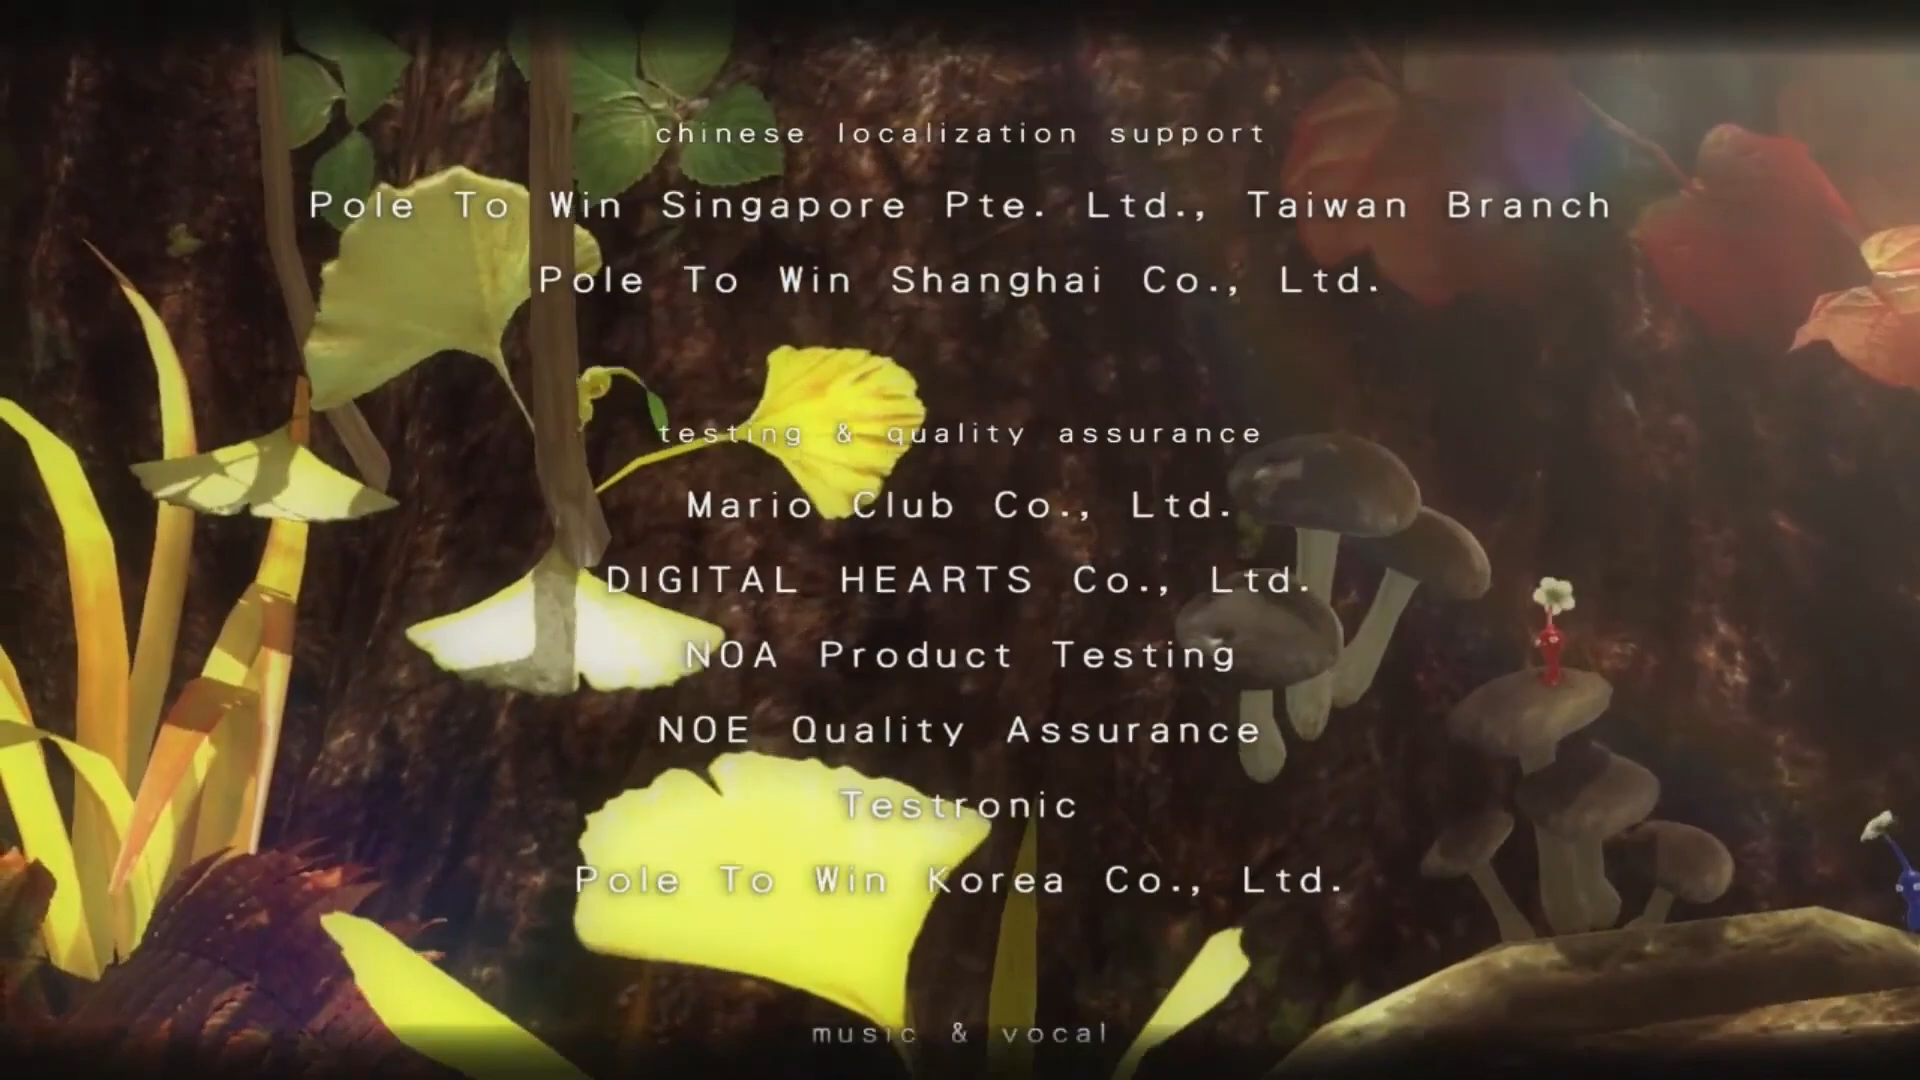 chinese localization support
Pole To Win Singapore Pte. Ltd., Taiwan Branch
Pole To Win Shanghai Co., Ltd.
testing & quality assurance
Mario Club Co., Ltd.
DIGITAL HEARTS Co., Ltd.
NOA Product Testing
NOE Quality Assurance
Testronic
Pole To Win Korea Co., Ltd.
music & vocal